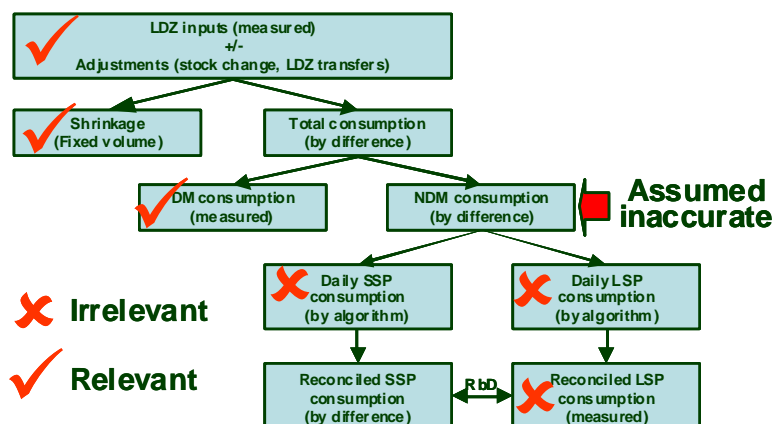 LDZ inputs (measured)
+/-
Adjustments (stock change, LDZ transfers)
Shrinkage
(Fixed volume)
Total consumption
(by difference)
DM consumption
(measured)
NDM consumption
(by difference)
Assumed
inaccurate
Daily SSP
consumption
(by algorithm)
Daily LSP
consumption
(by algorithm)
Irrelevant
Relevant
Reconciled SSP
consumption
(by difference)
RbD
Reconciled LSP
consumption
(measured)